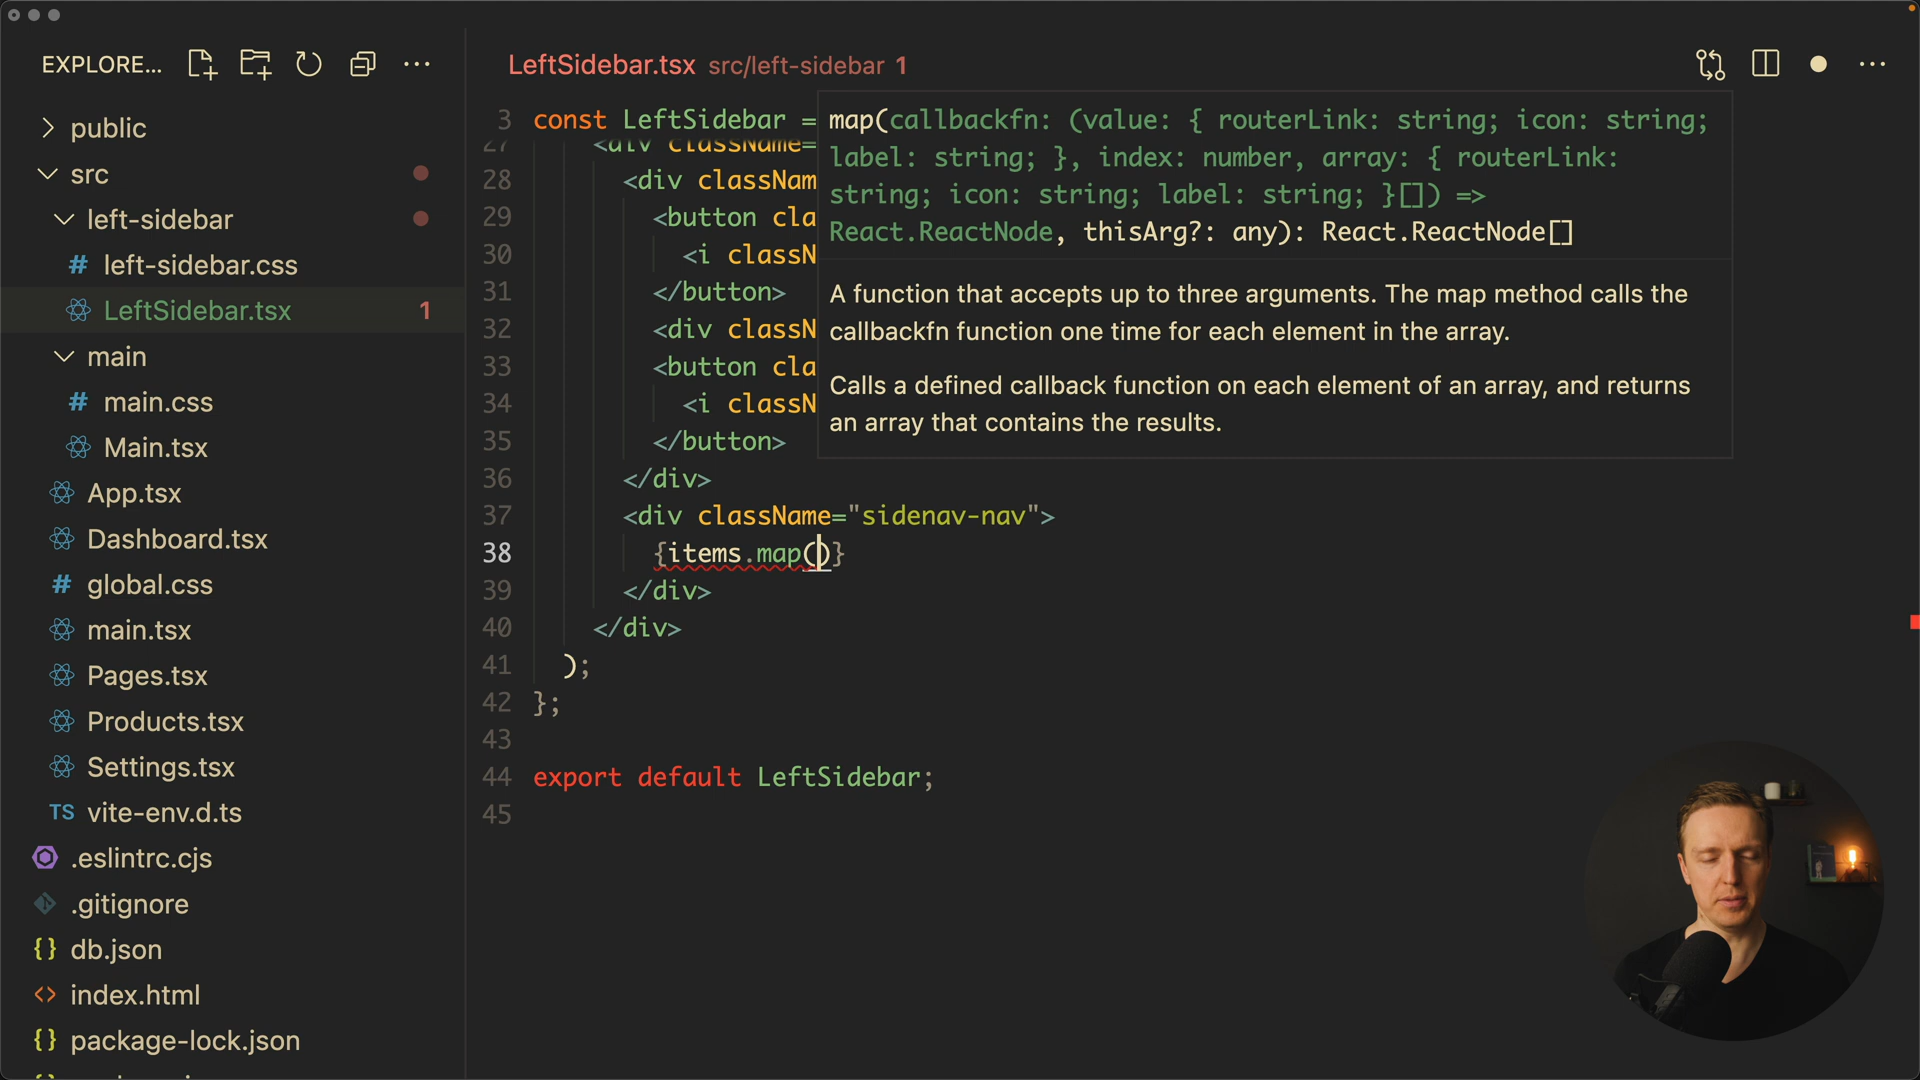 EXPLORE...
public
src
left-sidebar
# left-sidebar.css
LeftSidebar.tsx 1
main
# main.css
Main.tsx
App.tsx
Dashboard.tsx
# global.css
main.tsx
Pages.tsx
Products.tsx
Settings.tsx
TS vite-env.d.ts
.eslintrc.cjs
.gitignore
{} db.json
<> index.html
{} package-lock.json
LeftSidebar.tsx src/left-sidebar 1
3 const LeftSidebar =
27 <div className=
28 <div classNam
29 <button cla
30 <i classN
31 </button>
32 <div classN
33 <button cla
34 <i classN
35 </button>
36 </div>
37 <div className="sidenav-nav">
38 {items.map()}
39 </div>
40 </div>
41 );
42 };
43
44 export default LeftSidebar;
45
map(callbackfn: (value: { routerLink: string; icon: string;
label: string; }, index: number, array: { routerLink:
string; icon: string; label: string; }[]) =>
React.ReactNode, thisArg?: any): React.ReactNode[]
A function that accepts up to three arguments. The map method calls the
callbackfn function one time for each element in the array.
Calls a defined callback function on each element of an array, and returns
an array that contains the results.